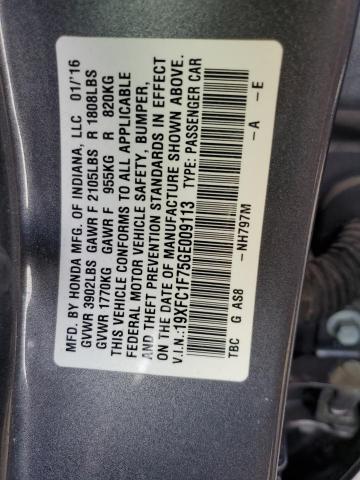 MFD. BY HONDA MFG. OF INDIANA, LLC 01/'16
GVWR 3902LBS GAWR F 2105LBS R 1808LBS
GVWR 1770KG GAWR F 955KG R 820KG
THIS VEHICLE CONFORMS TO ALL APPLICABLE
FEDERAL MOTOR VEHICLE SAFETY, BUMPER,
AND THEFT PREVENTION STANDARDS IN EFFECT
ON THE DATE OF MANUFACTURE SHOWN ABOVE.
V.I.N.:19XFC1F75GE009113 TYPE: PASSENGER CAR
TBC G AS8 -NH797M -A -E